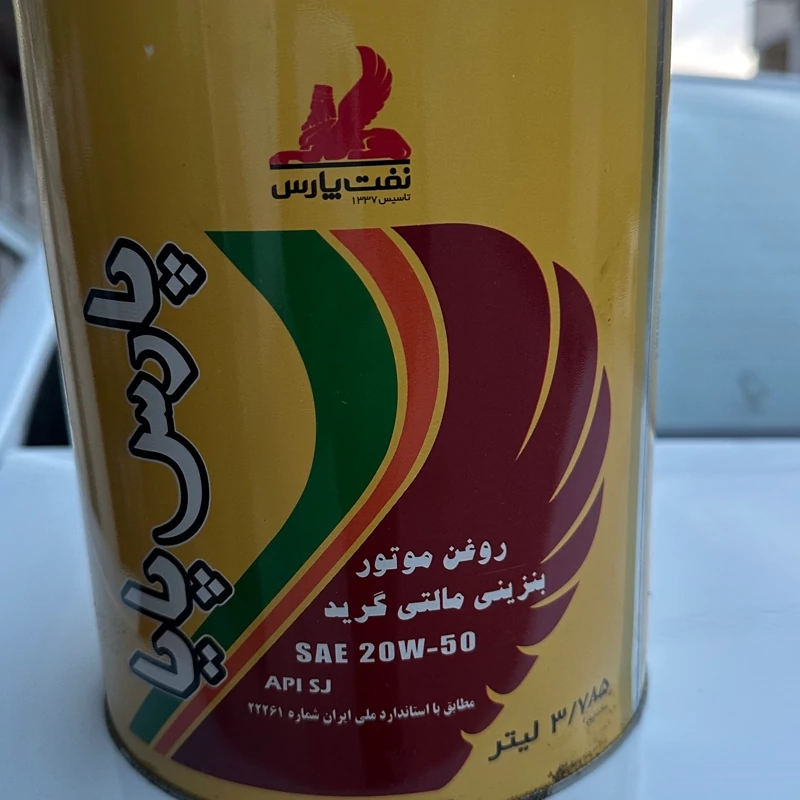 نفت پارس
تاسیس ۱۳۳۷
پارس پایا
روغن موتور
بنزینی مالتی گرید
SAE 20W-50
API SJ
مطابق با استاندارد ملی ایران شماره ۲۲۲۶۱
۳/۷۸۵ لیتر